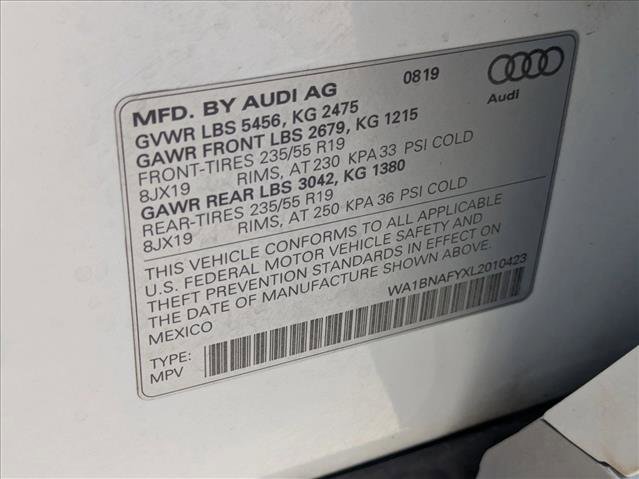 MFD. BY AUDI AG 0819
Audi
GVWR LBS 5456, KG 2475
GAWR FRONT LBS 2679, KG 1215
FRONT-TIRES 235/55 R19
8JX19 RIMS, AT 230 KPA 33 PSI COLD
GAWR REAR LBS 3042, KG 1380
REAR-TIRES 235/55 R19
8JX19 RIMS, AT 250 KPA 36 PSI COLD
THIS VEHICLE CONFORMS TO ALL APPLICABLE
U.S. FEDERAL MOTOR VEHICLE SAFETY AND
THEFT PREVENTION STANDARDS IN EFFECT ON
THE DATE OF MANUFACTURE SHOWN ABOVE.
MEXICO WA1BNAFYXL2010423
TYPE:
MPV